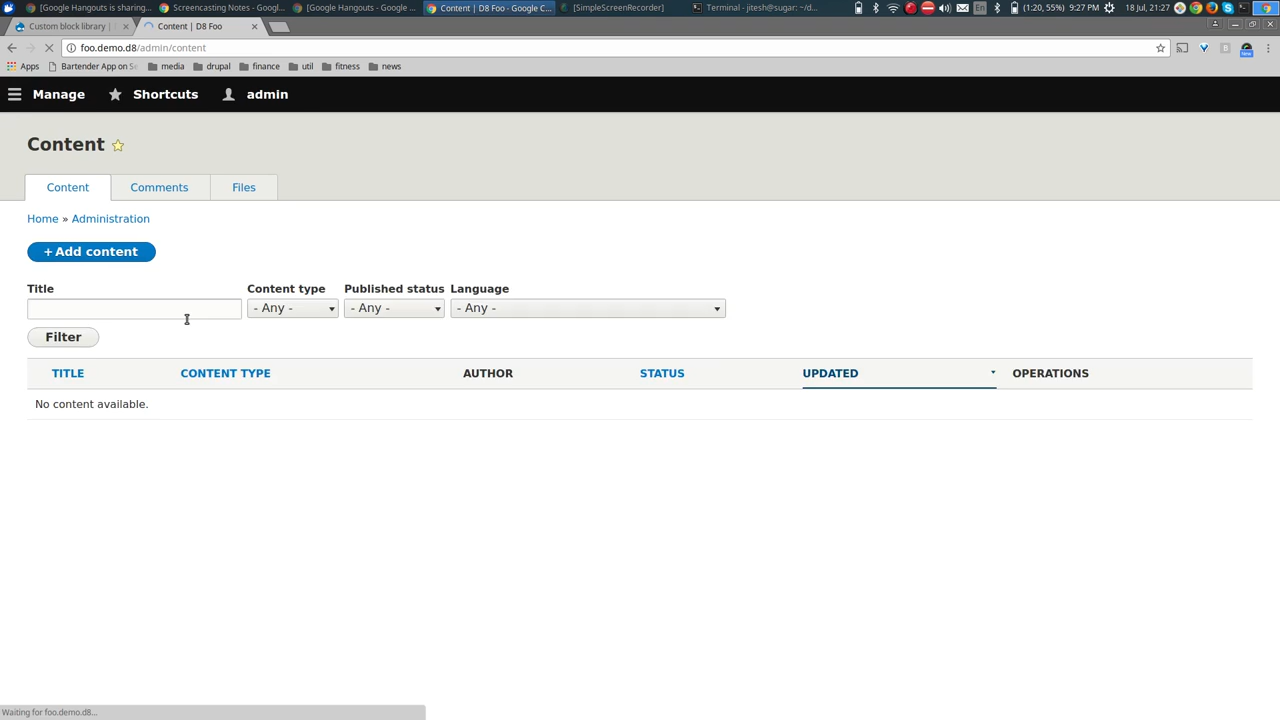 [Google Hangouts is sharing...
Screencasting Notes - Googl...
[Google Hangouts - Google ...
Content | D8 Foo - Google C...
[SimpleScreenRecorder]
Terminal - jitesh@sugar: ~/d...
En
(1:20, 55%)
9:27 PM
18 Jul, 21:27
Custom block library |
Content | D8 Foo
foo.demo.d8/admin/content
Apps
Bartender App on Se
media
drupal
finance
util
fitness
news
Manage
Shortcuts
admin
Content
Content
Comments
Files
Home » Administration
+ Add content
Title
Content type
Published status
Language
- Any -
- Any -
- Any -
Filter
TITLE
CONTENT TYPE
AUTHOR
STATUS
UPDATED
OPERATIONS
No content available.
Waiting for foo.demo.d8...